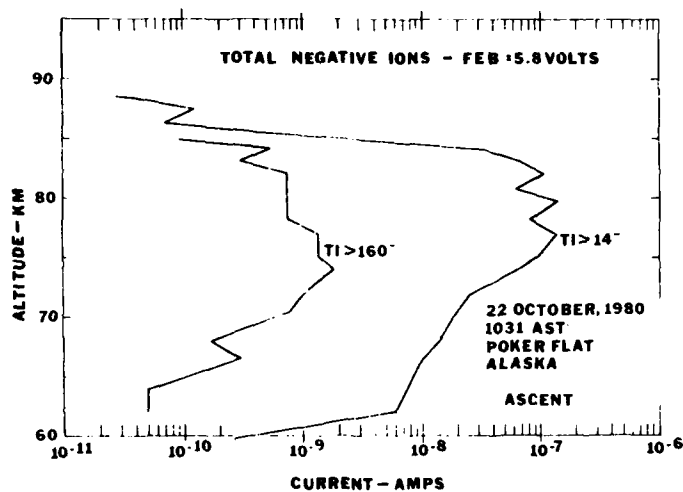 TOTAL NEGATIVE IONS - FEB = 5.8 VOLTS
90
80
70
60
ALTITUDE-KM
TI>160⁻
TI>14⁻
22 OCTOBER, 1980
1031 AST
POKER FLAT
ALASKA
ASCENT
10⁻¹¹ 10⁻¹⁰ 10⁻⁹ 10⁻⁸ 10⁻⁷ 10⁻⁶
CURRENT-AMPS